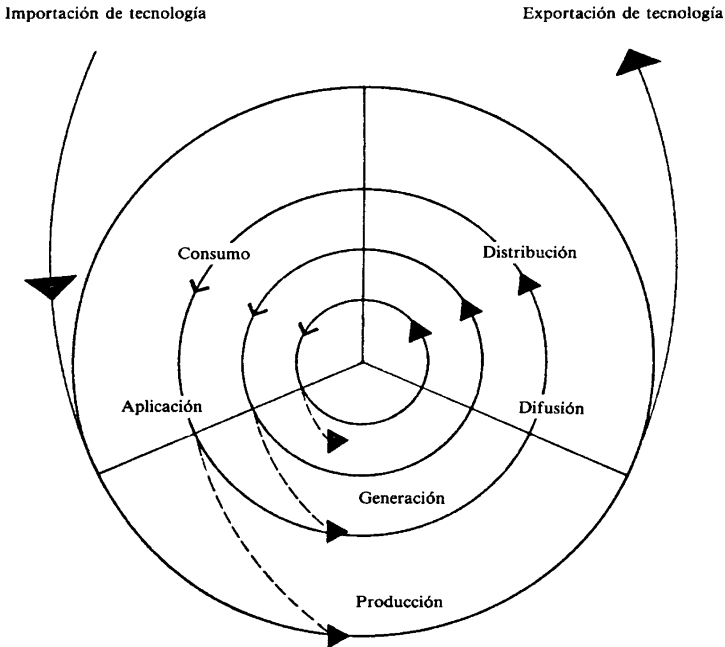 Importación de tecnología
Exportación de tecnología
Consumo
Distribución
Aplicación
Difusión
Generación
Producción